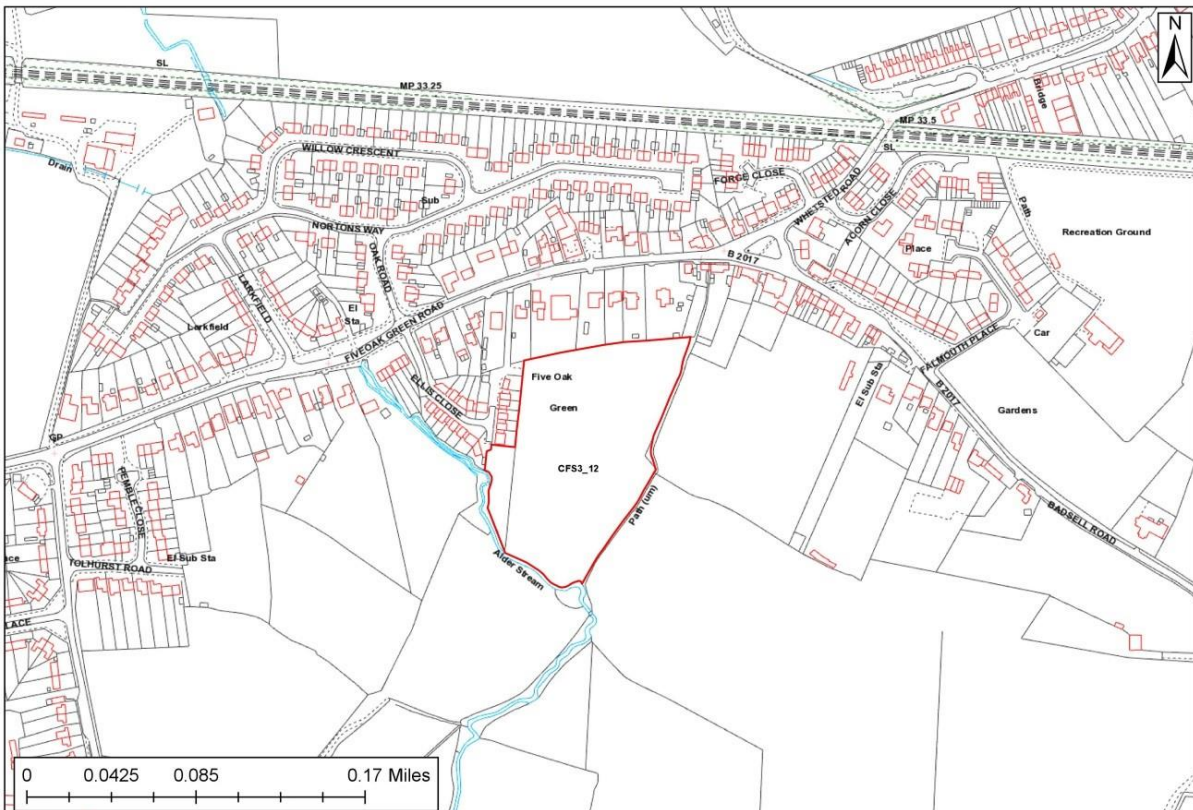 N
SL
MP 33.25
MP 33.5
SL
Bridge
Drain
WILLOW CRESCENT
Sub
FORGE CLOSE
WHETSTED ROAD
ACORN CLOSE
Path
Recreation Ground
NORTONS WAY
OAK ROAD
B 2017
Place
LARKFIELD
Larkfield
El
Sta
FIVEOAK GREEN ROAD
Car
FALMOUTH PLACE
El Sub Sta
B 2017
Gardens
ELLIS CLOSE
Five Oak
Green
CFS3_12
GP
PEMBLE CLOSE
Path (um)
BADSELL ROAD
El Sub Sta
TOLHURST ROAD
Alder Stream
LACE
0 0.0425 0.085 0.17 Miles